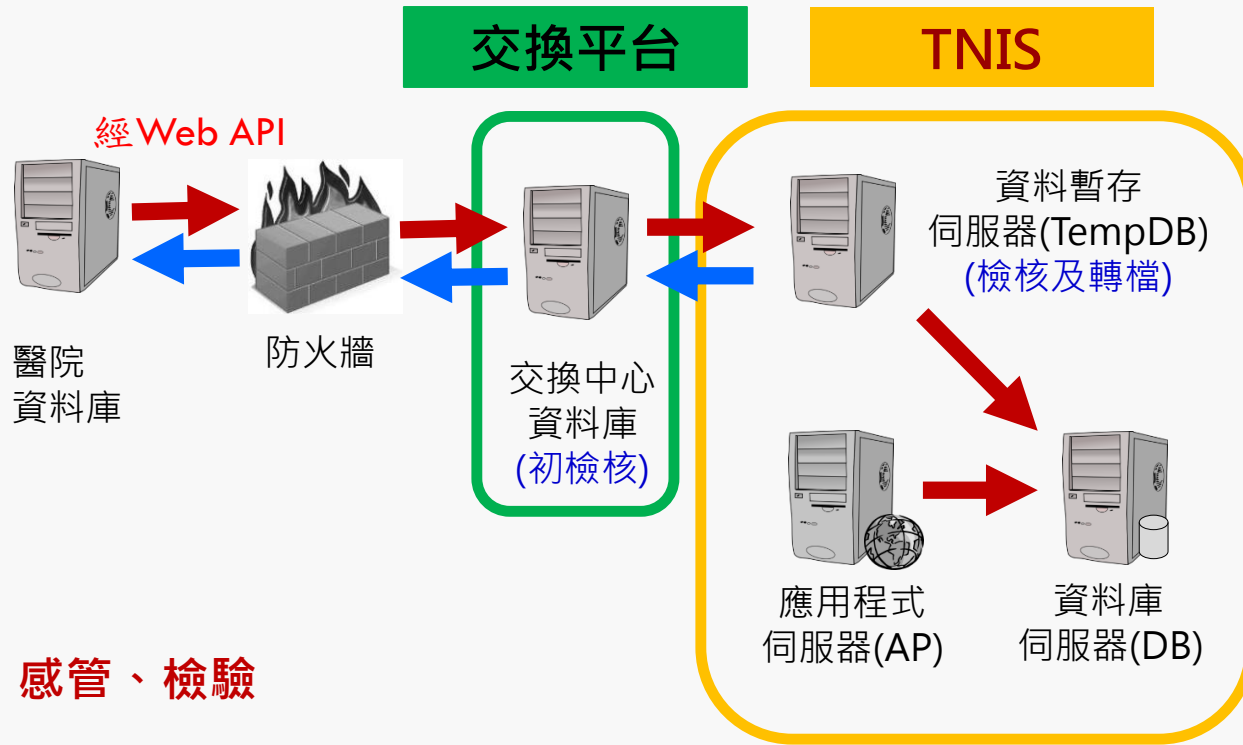 交換平台
TNIS
經Web API
醫院
資料庫
防火牆
交換中心
資料庫
(初檢核)
資料暫存
伺服器(TempDB)
(檢核及轉檔)
應用程式
伺服器(AP)
資料庫
伺服器(DB)
感管、檢驗